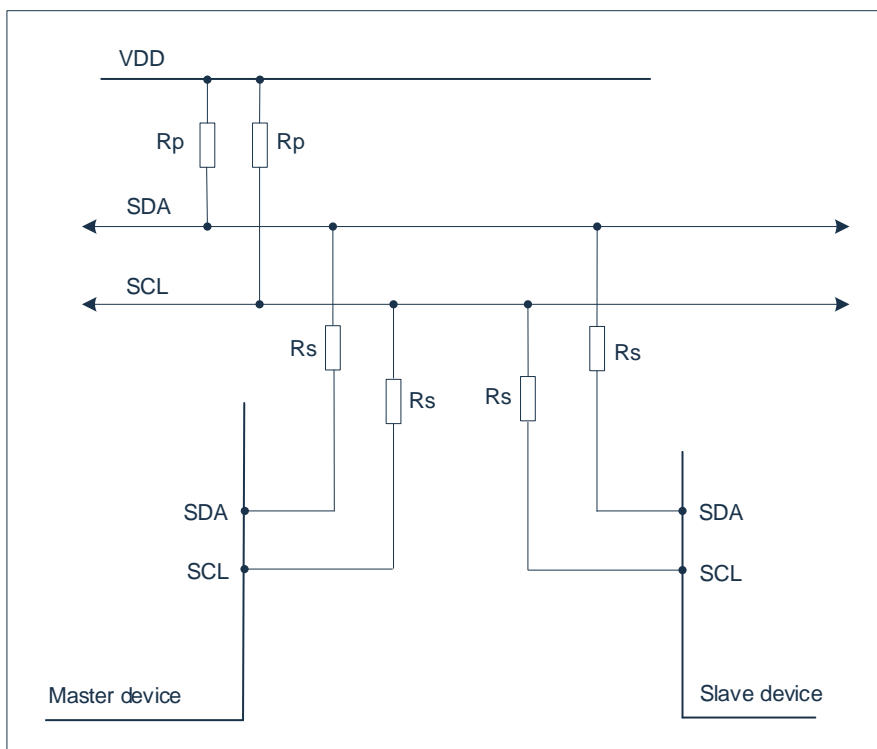 VDD
Rp
Rp
SDA
SCL
Rs
Rs
Rs
Rs
SDA
SDA
SCL
SCL
Master device
Slave device